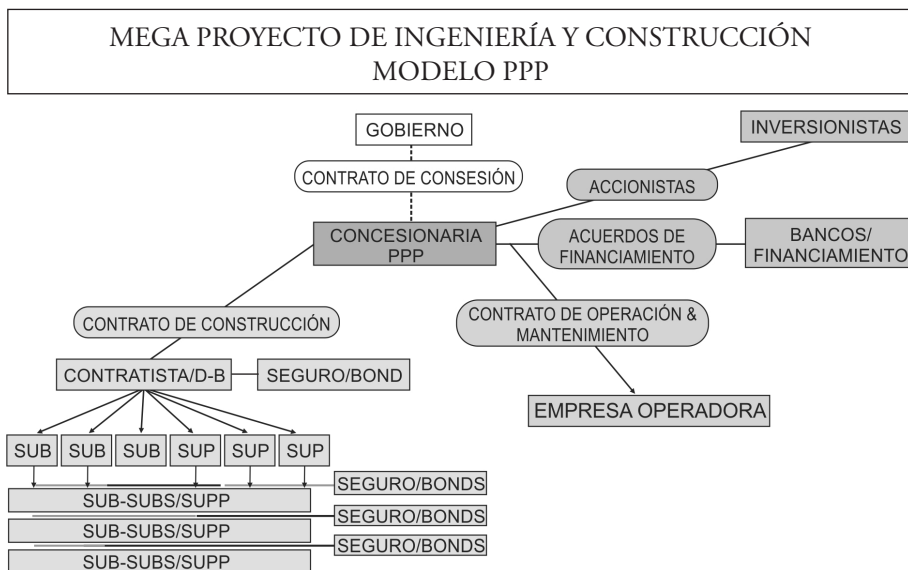 MEGA PROYECTO DE INGENIERÍA Y CONSTRUCCIÓN
MODELO PPP
GOBIERNO
INVERSIONISTAS
CONTRATO DE CONSESIÓN
ACCIONISTAS
CONCESIONARIA
PPP
ACUERDOS DE
FINANCIAMIENTO
BANCOS/
FINANCIAMIENTO
CONTRATO DE CONSTRUCCIÓN
CONTRATO DE OPERACIÓN &
MANTENIMIENTO
CONTRATISTA/D-B
SEGURO/BOND
EMPRESA OPERADORA
SUB
SUB
SUB
SUP
SUP
SUP
SEGURO/BONDS
SUB-SUBS/SUPP
SEGURO/BONDS
SUB-SUBS/SUPP
SEGURO/BONDS
SUB-SUBS/SUPP